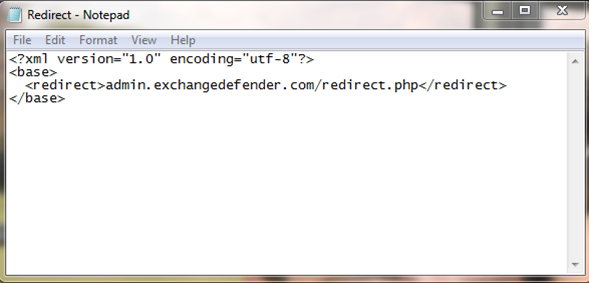 Redirect - Notepad
File Edit Format View Help
<?xml version="1.0" encoding="utf-8"?>
<base>
  <redirect>admin.exchangedefender.com/redirect.php</redirect>
</base>